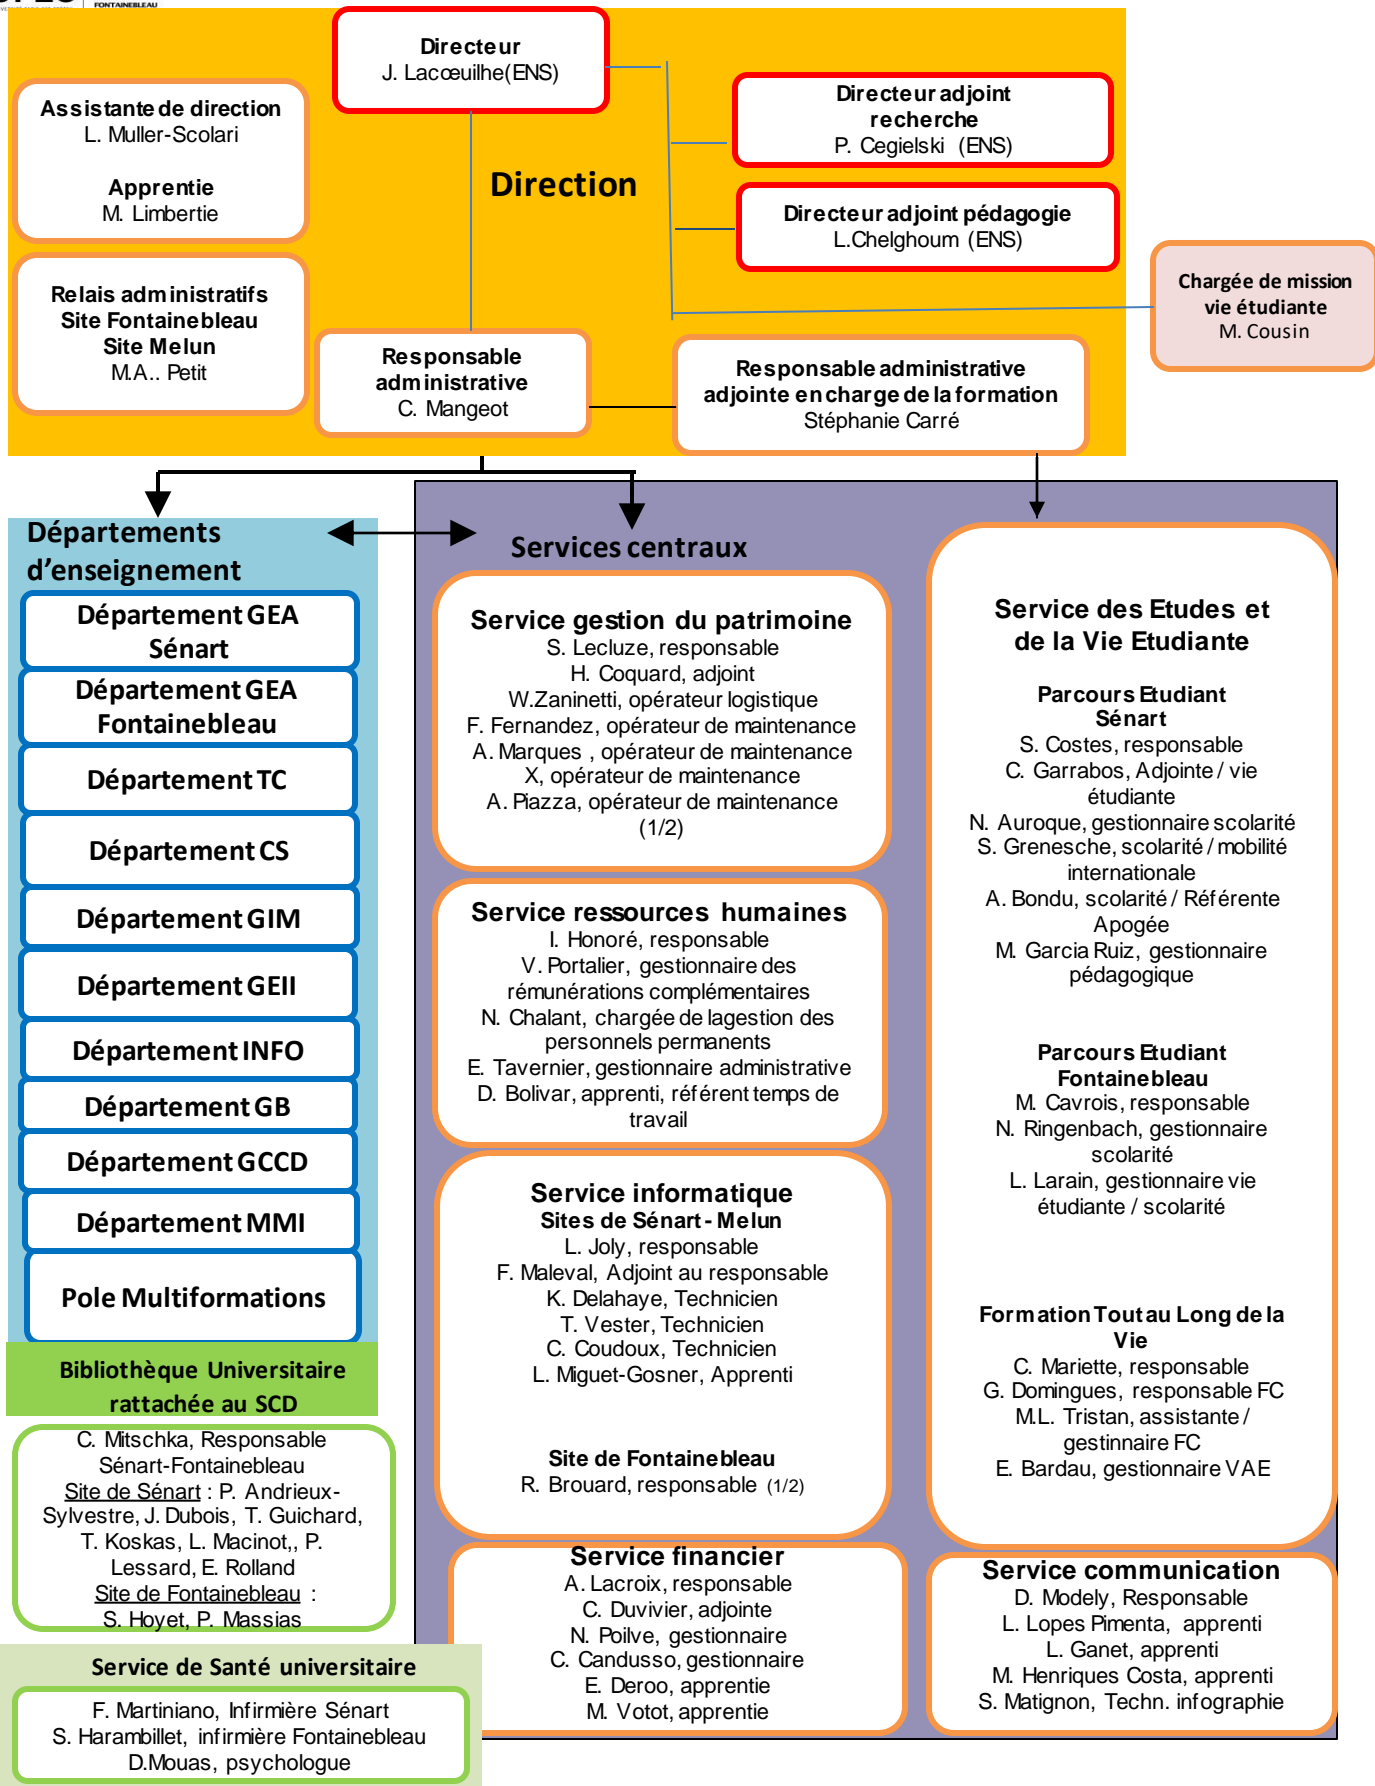 FONTAINEBLEAU
Directeur
J. Lacœuilhe(ENS)
Assistante de direction
L. Muller-Scolari
Apprentie
M. Limbertie
Directeur adjoint
recherche
P. Cegielski (ENS)
Direction
Directeur adjoint pédagogie
L.Chelghoum (ENS)
Relais administratifs
Site Fontainebleau
Site Melun
M.A.. Petit
Chargée de mission
vie étudiante
M. Cousin
Responsable
administrative
C. Mangeot
Responsable administrative
adjointe en charge de la formation
Stéphanie Carré
Départements
d'enseignement
Département GEA
Sénart
Département GEA
Fontainebleau
Département TC
Département CS
Département GIM
Département GEII
Département INFO
Département GB
Département GCCD
Département MMI
Pole Multiformations
Bibliothèque Universitaire
rattachée au SCD
C. Mitschka, Responsable
Sénart-Fontainebleau
Site de Sénart : P. Andrieux-
Sylvestre, J. Dubois, T. Guichard,
T. Koskas, L. Macinot,, P.
Lessard, E. Rolland
Site de Fontainebleau :
S. Hoyet, P. Massias
Service de Santé universitaire
F. Martiniano, Infirmière Sénart
S. Harambillet, infirmière Fontainebleau
D.Mouas, psychologue
Services centraux
Service gestion du patrimoine
S. Lecluze, responsable
H. Coquard, adjoint
W.Zaninetti, opérateur logistique
F. Fernandez, opérateur de maintenance
A. Marques , opérateur de maintenance
X, opérateur de maintenance
A. Piazza, opérateur de maintenance
(1/2)
Service ressources humaines
I. Honoré, responsable
V. Portalier, gestionnaire des
rémunérations complémentaires
N. Chalant, chargée de lagestion des
personnels permanents
E. Tavernier, gestionnaire administrative
D. Bolivar, apprenti, référent temps de
travail
Service informatique
Sites de Sénart - Melun
L. Joly, responsable
F. Maleval, Adjoint au responsable
K. Delahaye, Technicien
T. Vester, Technicien
C. Coudoux, Technicien
L. Miguet-Gosner, Apprenti
Site de Fontainebleau
R. Brouard, responsable (1/2)
Service financier
A. Lacroix, responsable
C. Duvivier, adjointe
N. Poilve, gestionnaire
C. Candusso, gestionnaire
E. Deroo, apprentie
M. Votot, apprentie
Service des Etudes et
de la Vie Etudiante
Parcours Etudiant
Sénart
S. Costes, responsable
C. Garrabos, Adjointe / vie
étudiante
N. Auroque, gestionnaire scolarité
S. Grenesche, scolarité / mobilité
internationale
A. Bondu, scolarité / Référente
Apogée
M. Garcia Ruiz, gestionnaire
pédagogique
Parcours Etudiant
Fontainebleau
M. Cavrois, responsable
N. Ringenbach, gestionnaire
scolarité
L. Larain, gestionnaire vie
étudiante / scolarité
Formation Tout au Long de la
Vie
C. Mariette, responsable
G. Domingues, responsable FC
M.L. Tristan, assistante /
gestinnaire FC
E. Bardau, gestionnaire VAE
Service communication
D. Modely, Responsable
L. Lopes Pimenta, apprenti
L. Ganet, apprenti
M. Henriques Costa, apprenti
S. Matignon, Techn. infographie